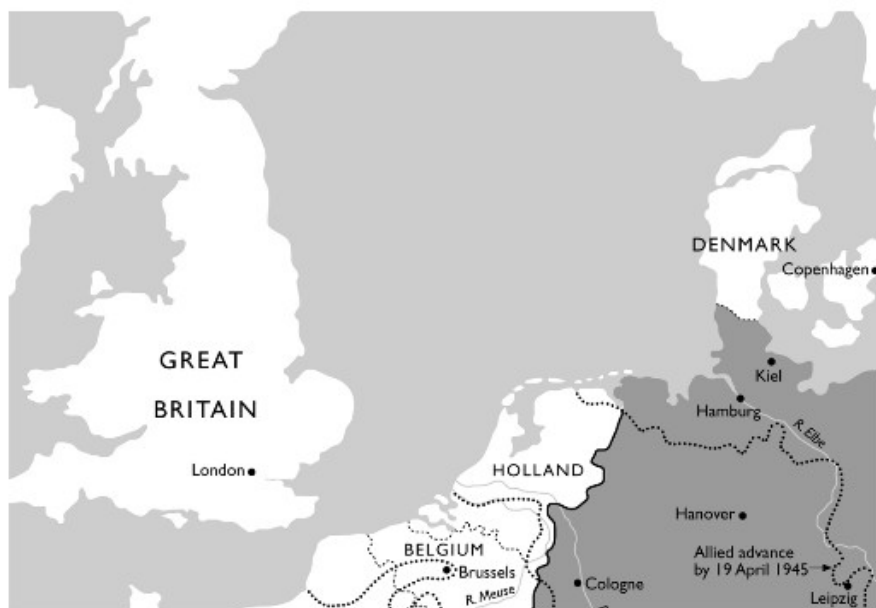 DENMARK
Copenhagen
GREAT
BRITAIN
Kiel
Hamburg
R. Elbe
London
HOLLAND
Hanover
BELGIUM
Brussels
Allied advance
by 19 April 1945
Cologne
R. Meuse
Leipzig